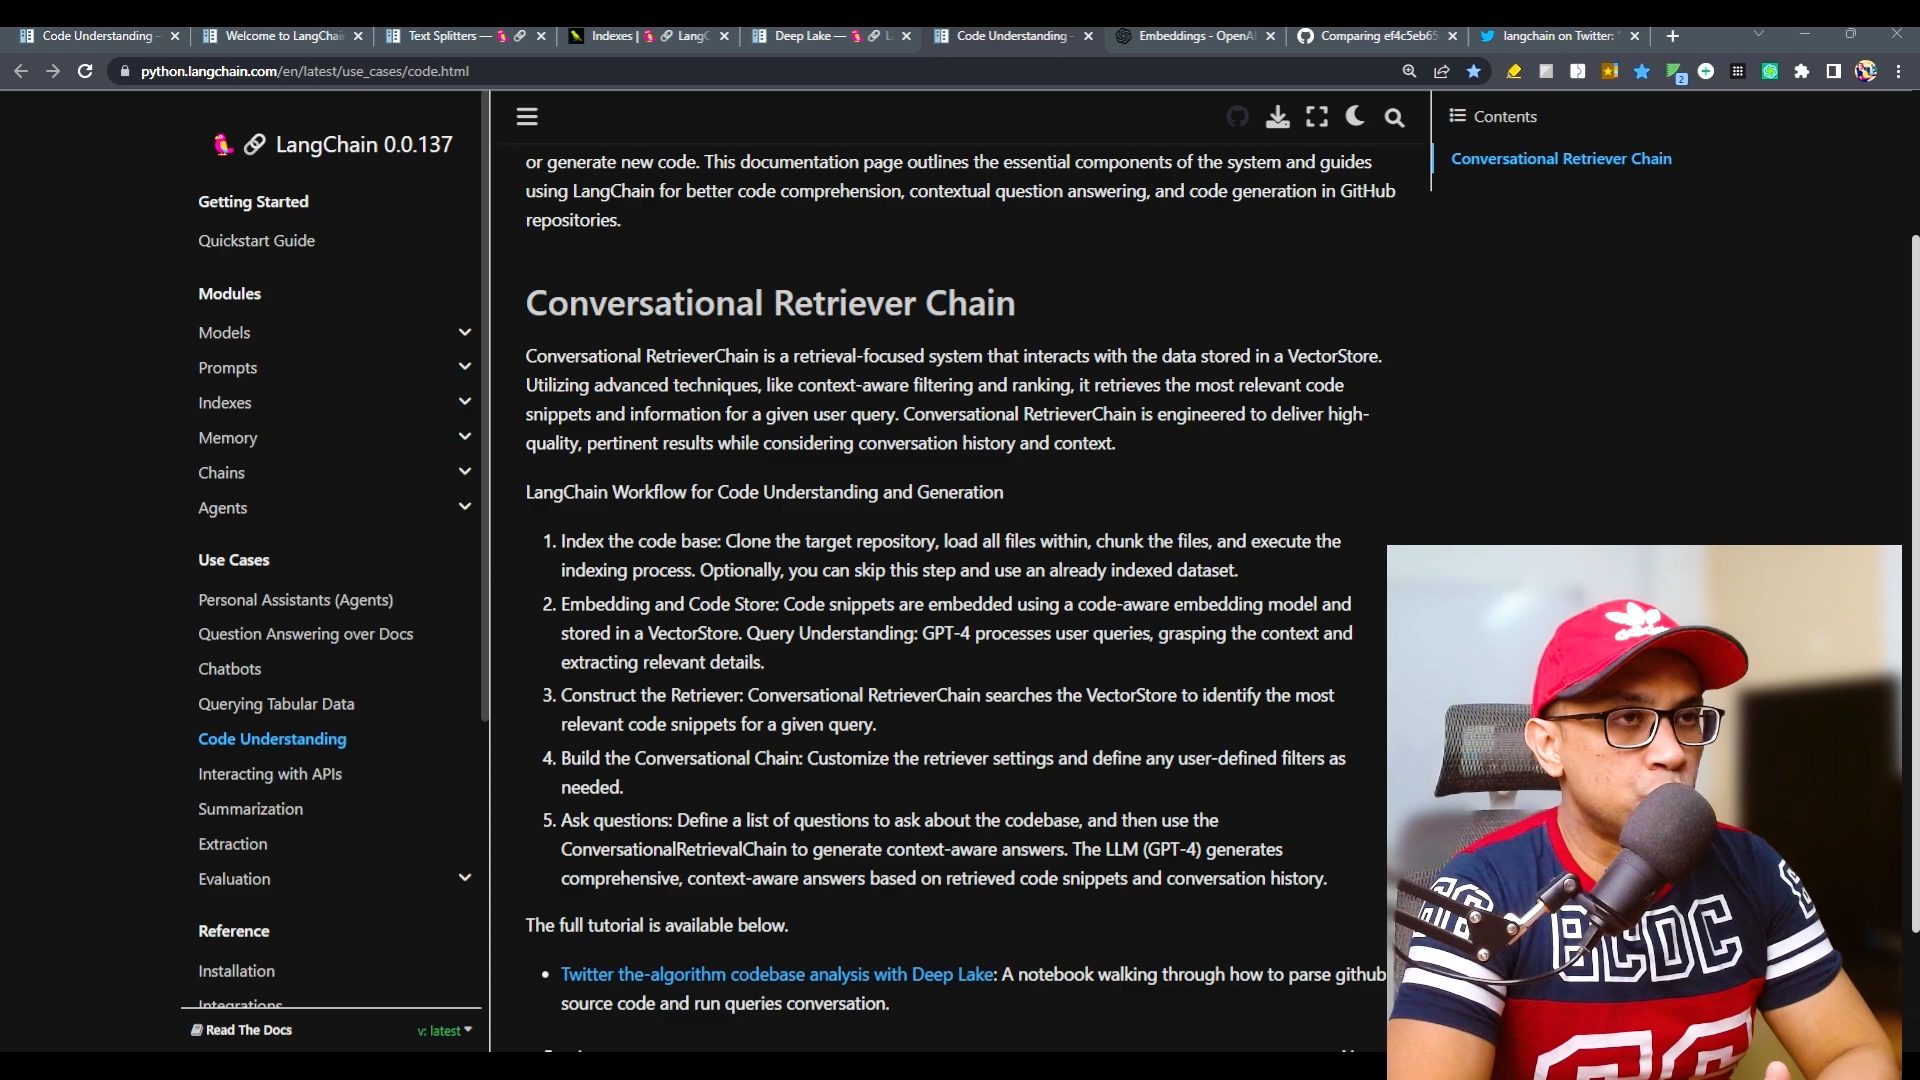 Code Understanding
Welcome to LangChai
Text Splitters —
Indexes | LangC
Deep Lake — L
Code Understanding
Embeddings - OpenAI
Comparing ef4c5eb65
langchain on Twitter: "
python.langchain.com/en/latest/use_cases/code.html
2
LangChain 0.0.137
Getting Started
Quickstart Guide
Modules
Models
Prompts
Indexes
Memory
Chains
Agents
Use Cases
Personal Assistants (Agents)
Question Answering over Docs
Chatbots
Querying Tabular Data
Code Understanding
Interacting with APIs
Summarization
Extraction
Evaluation
Reference
Installation
Integrations
Read The Docs
v: latest
or generate new code. This documentation page outlines the essential components of the system and guides
using LangChain for better code comprehension, contextual question answering, and code generation in GitHub
repositories.
Conversational Retriever Chain
Conversational RetrieverChain is a retrieval-focused system that interacts with the data stored in a VectorStore.
Utilizing advanced techniques, like context-aware filtering and ranking, it retrieves the most relevant code
snippets and information for a given user query. Conversational RetrieverChain is engineered to deliver high-
quality, pertinent results while considering conversation history and context.
LangChain Workflow for Code Understanding and Generation
1. Index the code base: Clone the target repository, load all files within, chunk the files, and execute the
indexing process. Optionally, you can skip this step and use an already indexed dataset.
2. Embedding and Code Store: Code snippets are embedded using a code-aware embedding model and
stored in a VectorStore. Query Understanding: GPT-4 processes user queries, grasping the context and
extracting relevant details.
3. Construct the Retriever: Conversational RetrieverChain searches the VectorStore to identify the most
relevant code snippets for a given query.
4. Build the Conversational Chain: Customize the retriever settings and define any user-defined filters as
needed.
5. Ask questions: Define a list of questions to ask about the codebase, and then use the
ConversationalRetrievalChain to generate context-aware answers. The LLM (GPT-4) generates
comprehensive, context-aware answers based on retrieved code snippets and conversation history.
The full tutorial is available below.
• Twitter the-algorithm codebase analysis with Deep Lake: A notebook walking through how to parse github
source code and run queries conversation.
Contents
Conversational Retriever Chain
adidas
BCDC